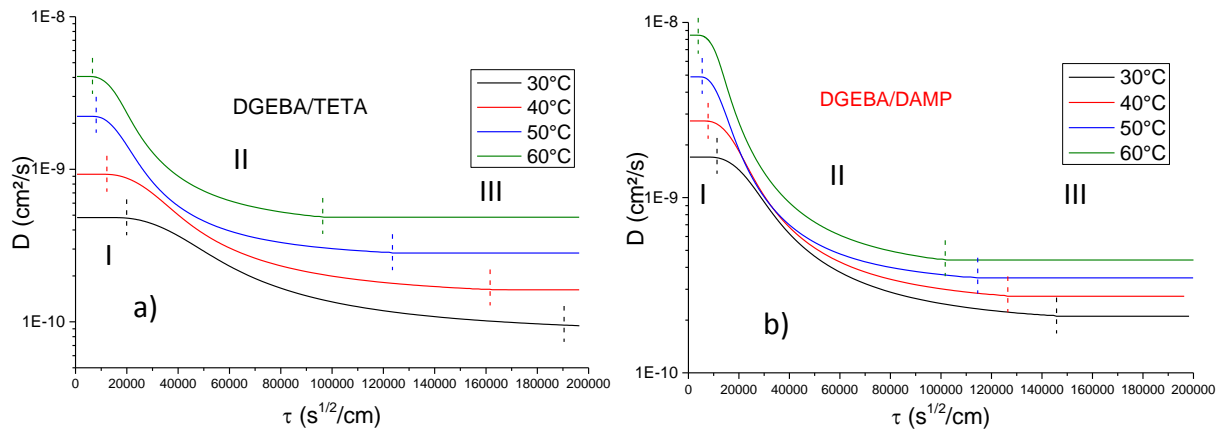 1E-8
1E-9
1E-10
D (cm²/s)
DGEBA/TETA
30°C
40°C
50°C
60°C
I
II
III
a)
0 20000 40000 60000 80000 100000 120000 140000 160000 180000 200000
τ (s1/2/cm)
1E-8
1E-9
1E-10
D (cm²/s)
DGEBA/DAMP
30°C
40°C
50°C
60°C
I
II
III
b)
0 20000 40000 60000 80000 100000 120000 140000 160000 180000 200000
τ (s1/2/cm)